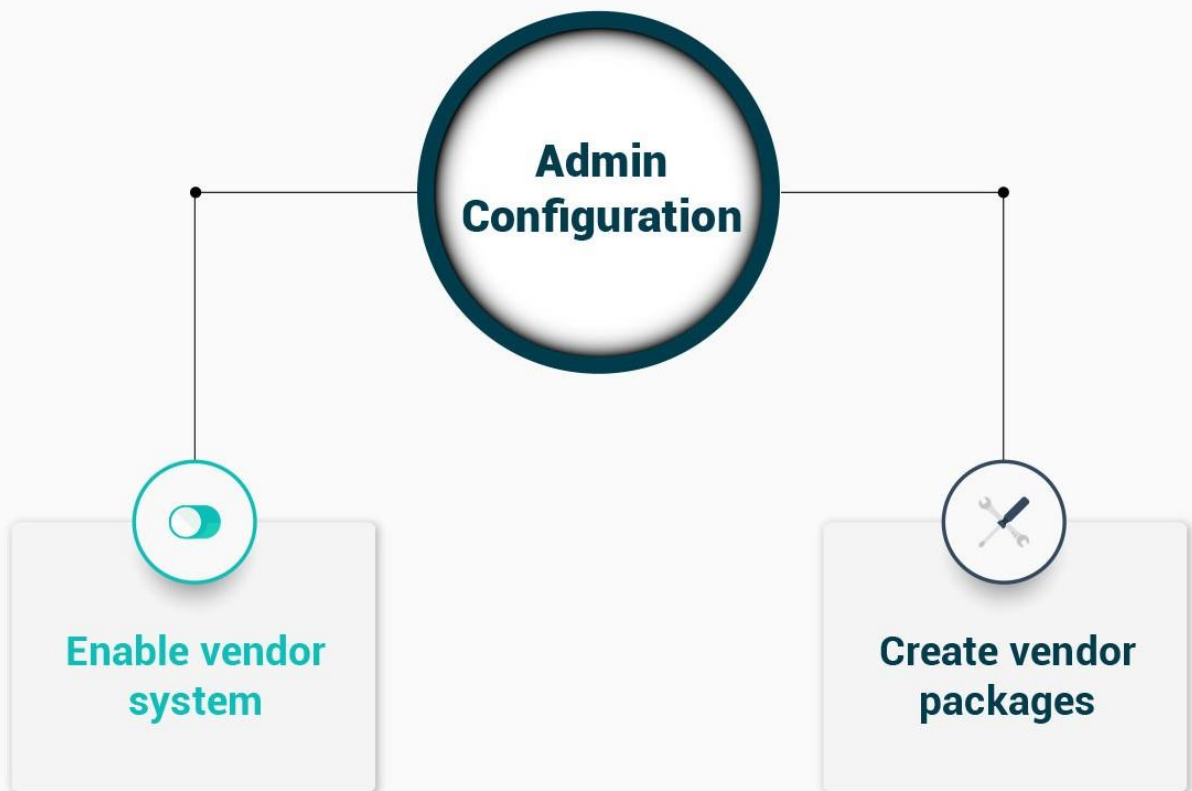 Admin
Configuration
Enable vendor
system
Create vendor
packages